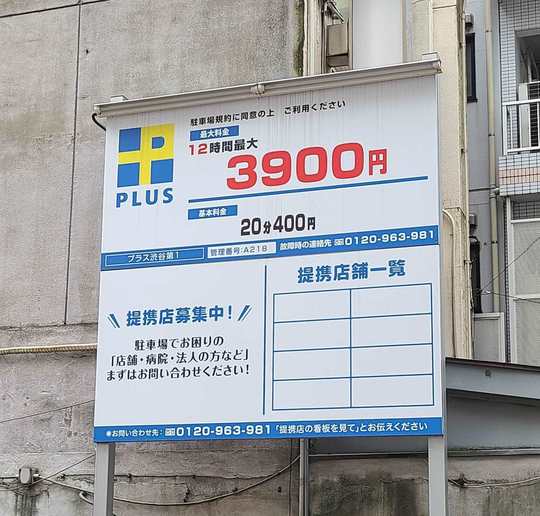 駐車場規約に同意の上 ご利用ください
P
PLUS
最大料金
12時間最大
3900円
基本料金
20分400円
プラス渋谷第1
管理番号:A218
故障時の連絡先 0120-963-981
提携店募集中!
駐車場でお困りの
「店舗・病院・法人の方など」
まずはお問い合わせください!
提携店舗一覧
※お問い合わせ先: 0120-963-981「提携店の看板を見て」とお伝えください